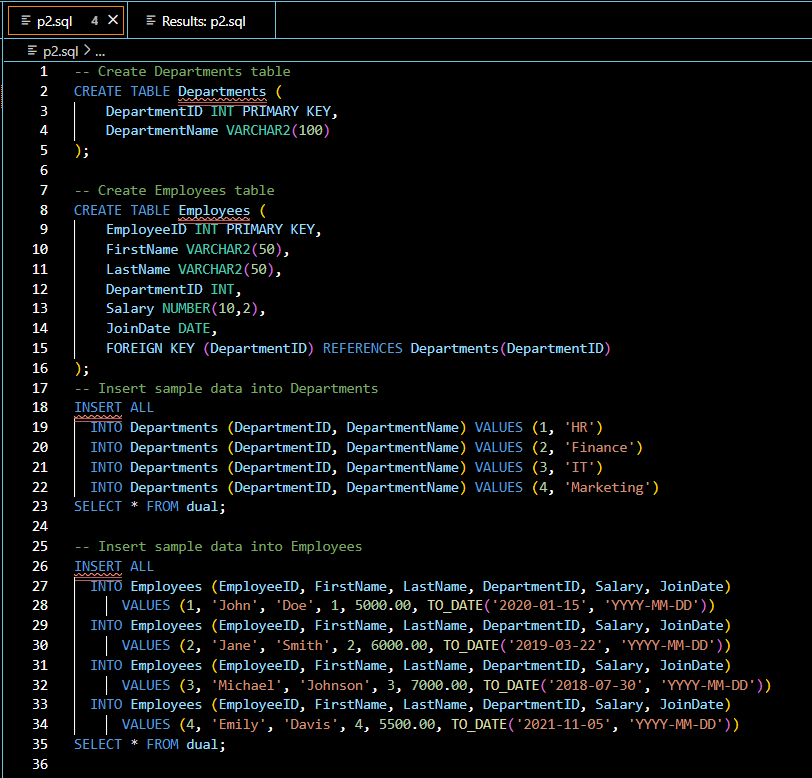 p2.sql 4 × Results: p2.sql
p2.sql > ...
1 -- Create Departments table
2 CREATE TABLE Departments (
3 DepartmentID INT PRIMARY KEY,
4 DepartmentName VARCHAR2(100)
5 );
6
7 -- Create Employees table
8 CREATE TABLE Employees (
9 EmployeeID INT PRIMARY KEY,
10 FirstName VARCHAR2(50),
11 LastName VARCHAR2(50),
12 DepartmentID INT,
13 Salary NUMBER(10,2),
14 JoinDate DATE,
15 FOREIGN KEY (DepartmentID) REFERENCES Departments(DepartmentID)
16 );
17 -- Insert sample data into Departments
18 INSERT ALL
19 INTO Departments (DepartmentID, DepartmentName) VALUES (1, 'HR')
20 INTO Departments (DepartmentID, DepartmentName) VALUES (2, 'Finance')
21 INTO Departments (DepartmentID, DepartmentName) VALUES (3, 'IT')
22 INTO Departments (DepartmentID, DepartmentName) VALUES (4, 'Marketing')
23 SELECT * FROM dual;
24
25 -- Insert sample data into Employees
26 INSERT ALL
27 INTO Employees (EmployeeID, FirstName, LastName, DepartmentID, Salary, JoinDate)
28 VALUES (1, 'John', 'Doe', 1, 5000.00, TO_DATE('2020-01-15', 'YYYY-MM-DD'))
29 INTO Employees (EmployeeID, FirstName, LastName, DepartmentID, Salary, JoinDate)
30 VALUES (2, 'Jane', 'Smith', 2, 6000.00, TO_DATE('2019-03-22', 'YYYY-MM-DD'))
31 INTO Employees (EmployeeID, FirstName, LastName, DepartmentID, Salary, JoinDate)
32 VALUES (3, 'Michael', 'Johnson', 3, 7000.00, TO_DATE('2018-07-30', 'YYYY-MM-DD'))
33 INTO Employees (EmployeeID, FirstName, LastName, DepartmentID, Salary, JoinDate)
34 VALUES (4, 'Emily', 'Davis', 4, 5500.00, TO_DATE('2021-11-05', 'YYYY-MM-DD'))
35 SELECT * FROM dual;
36